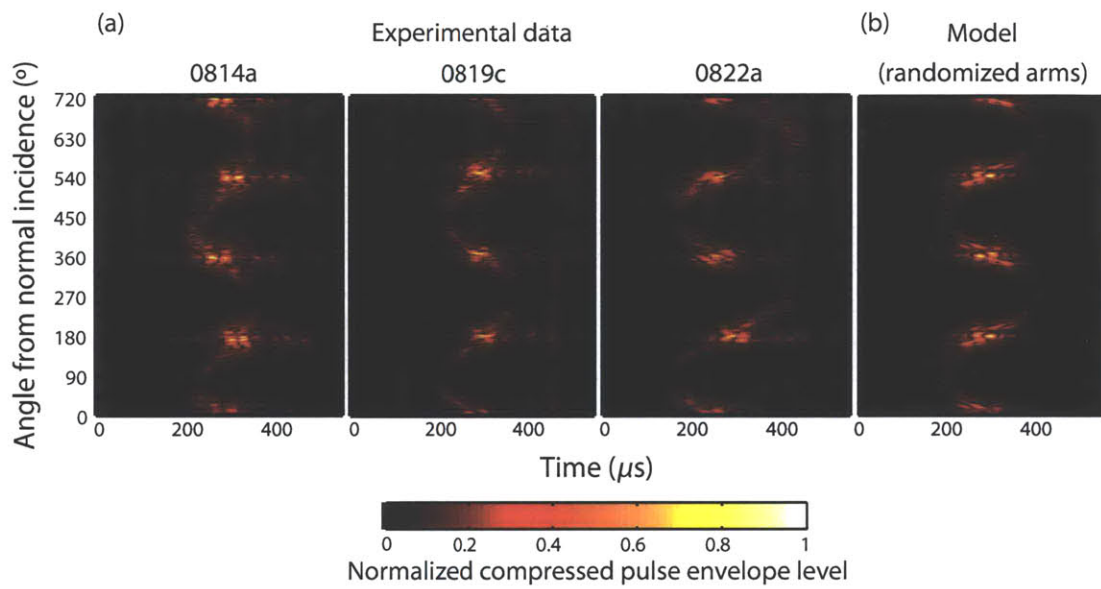 (a)
Experimental data
(b)
Model
0814a
0819c
0822a
(randomized arms)
Angle from normal incidence (º)
720
630
540
450
360
270
180
90
0
0 200 400
0 200 400
0 200 400
0 200 400
Time (μs)
0 0.2 0.4 0.6 0.8 1
Normalized compressed pulse envelope level